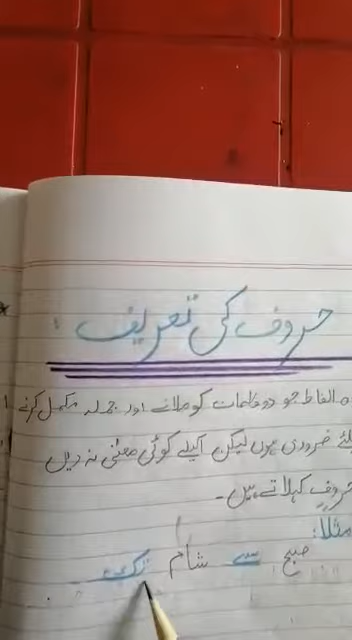 حروف کی تعریف :
وہ الفاظ جو دو کلمات کو ملانے اور جملہ مکمل کرنے
کیلئے ضروری ہوں لیکن اکیلے کوئی معنی نہ دیں
حروف کہلاتے ہیں۔
مثلاً:
صبح سے شام تک